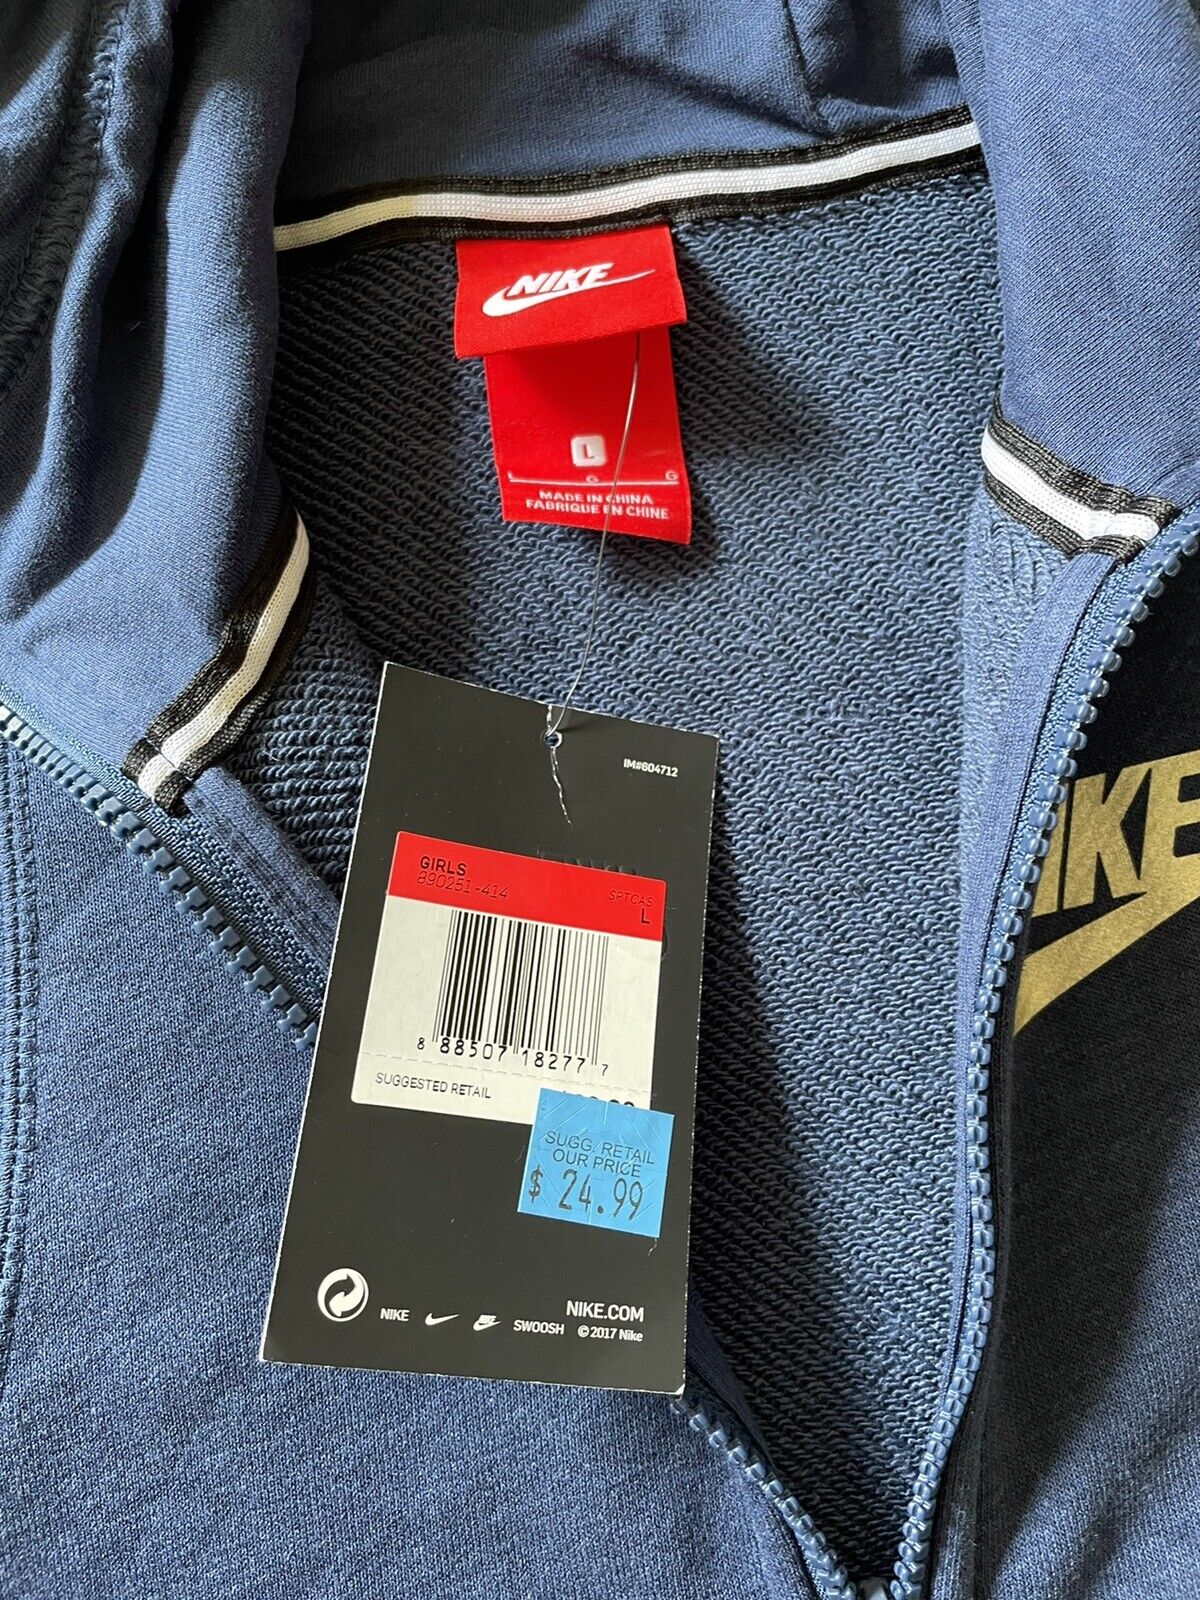 NIKE
L
L G G
MADE IN CHINA
FABRIQUE EN CHINE
IM#604712
GIRLS
890251-414
SPTCAS
L
8 88507 18277 7
SUGGESTED RETAIL
SUGG. RETAIL
OUR PRICE
$ 24.99
NIKE.COM
NIKE SWOOSH © 2017 Nike
NIKE